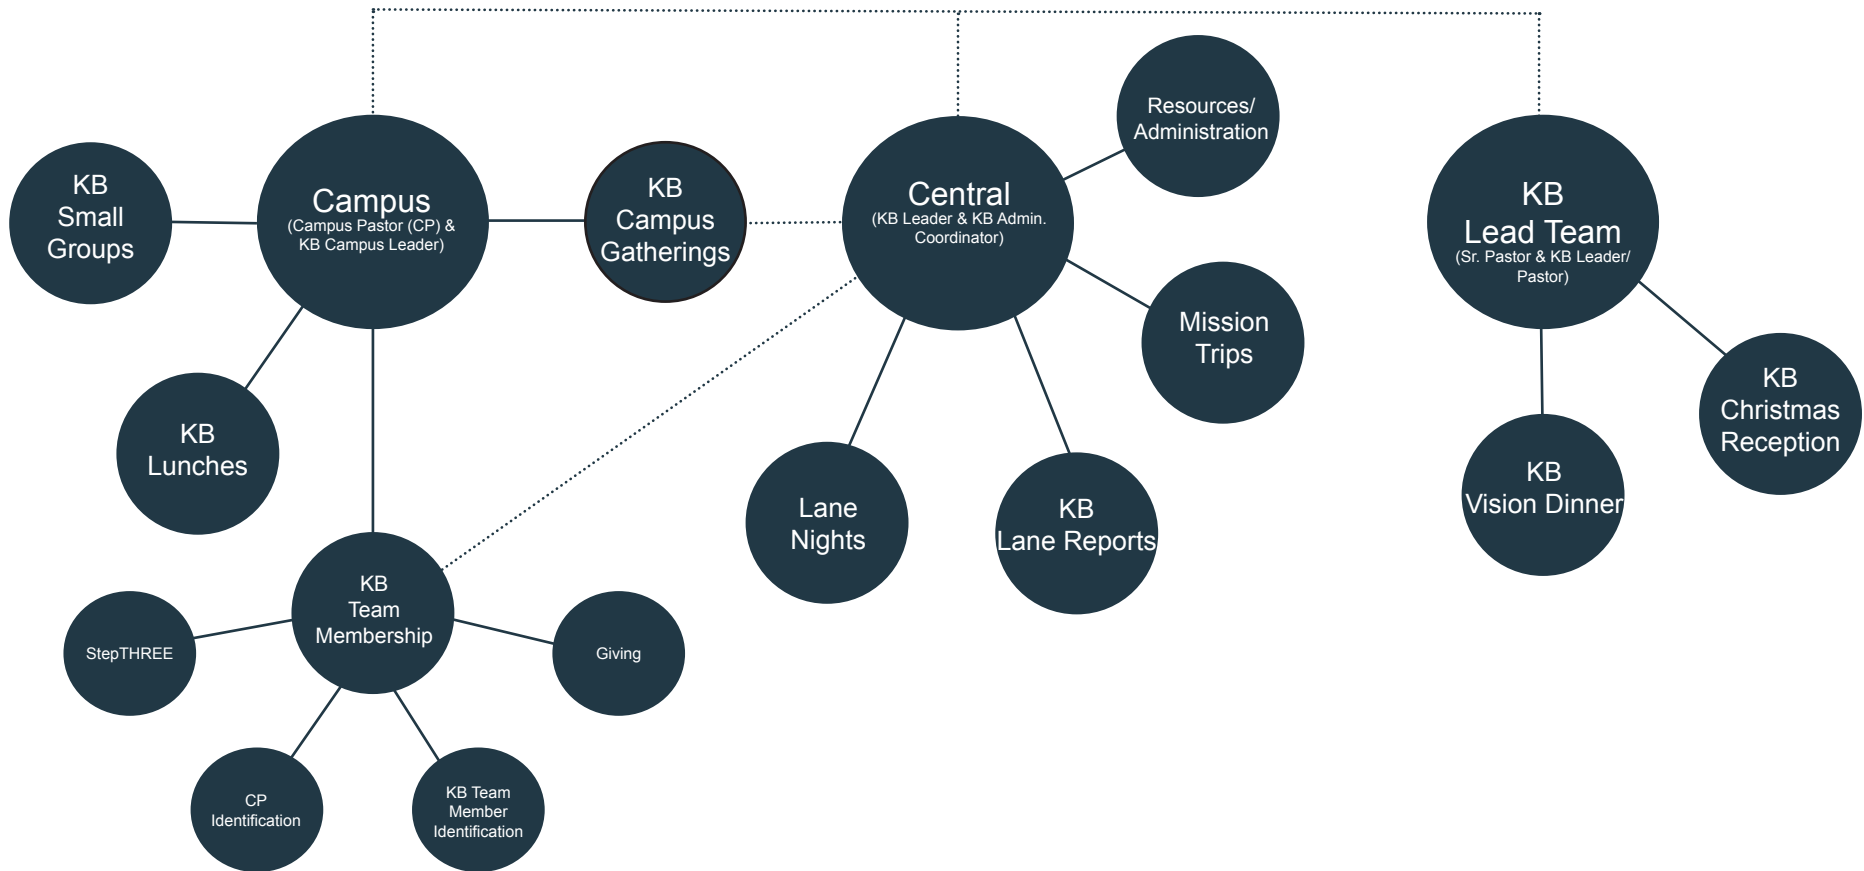 Resources/
Administration
KB
Small
Groups
Campus
(Campus Pastor (CP) &
KB Campus Leader)
KB
Campus
Gatherings
Central
(KB Leader & KB Admin.
Coordinator)
KB
Lead Team
(Sr. Pastor & KB Leader/
Pastor)
Mission
Trips
KB
Christmas
Reception
KB
Lunches
Lane
Nights
KB
Lane Reports
KB
Vision Dinner
KB
Team
Membership
StepTHREE
Giving
CP
Identification
KB Team
Member
Identification